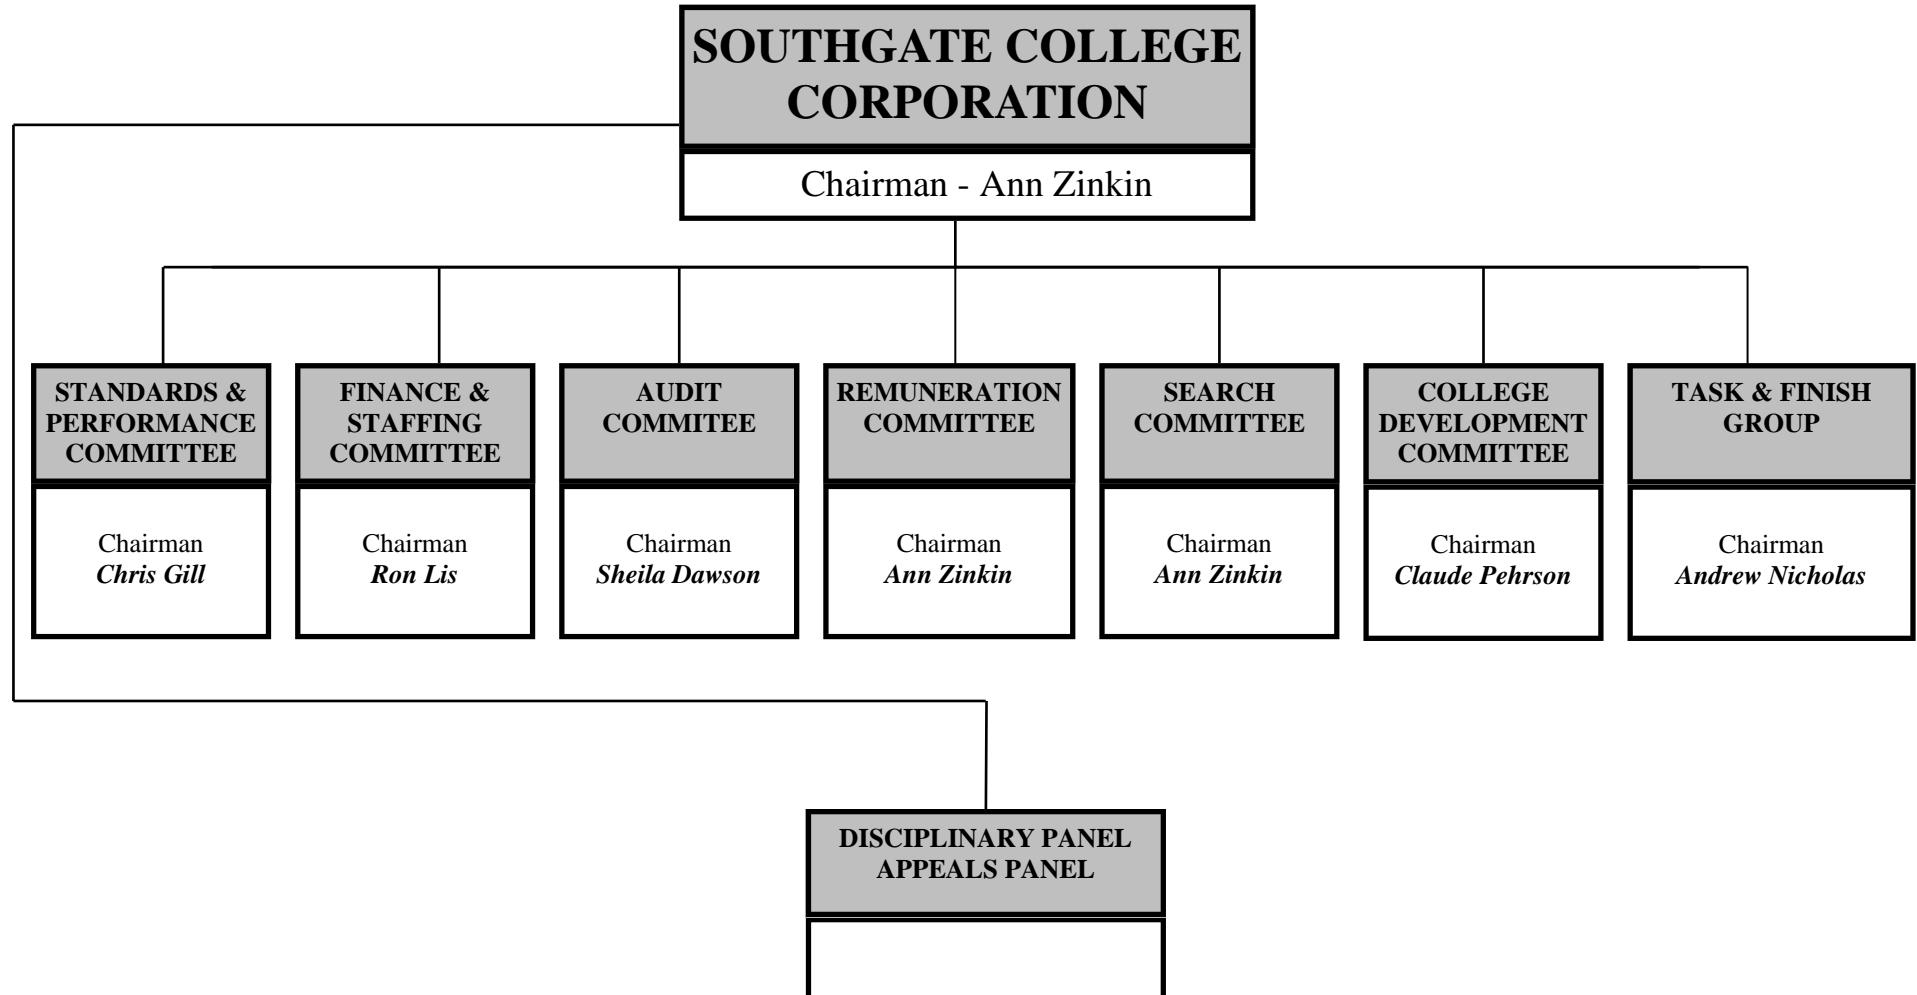 SOUTHGATE COLLEGE
CORPORATION
Chairman - Ann Zinkin
STANDARDS &
PERFORMANCE
COMMITTEE
Chairman
Chris Gill
FINANCE &
STAFFING
COMMITTEE
Chairman
Ron Lis
AUDIT
COMMITEE
Chairman
Sheila Dawson
REMUNERATION
COMMITTEE
Chairman
Ann Zinkin
SEARCH
COMMITTEE
Chairman
Ann Zinkin
COLLEGE
DEVELOPMENT
COMMITTEE
Chairman
Claude Pehrson
TASK & FINISH
GROUP
Chairman
Andrew Nicholas
DISCIPLINARY PANEL
APPEALS PANEL